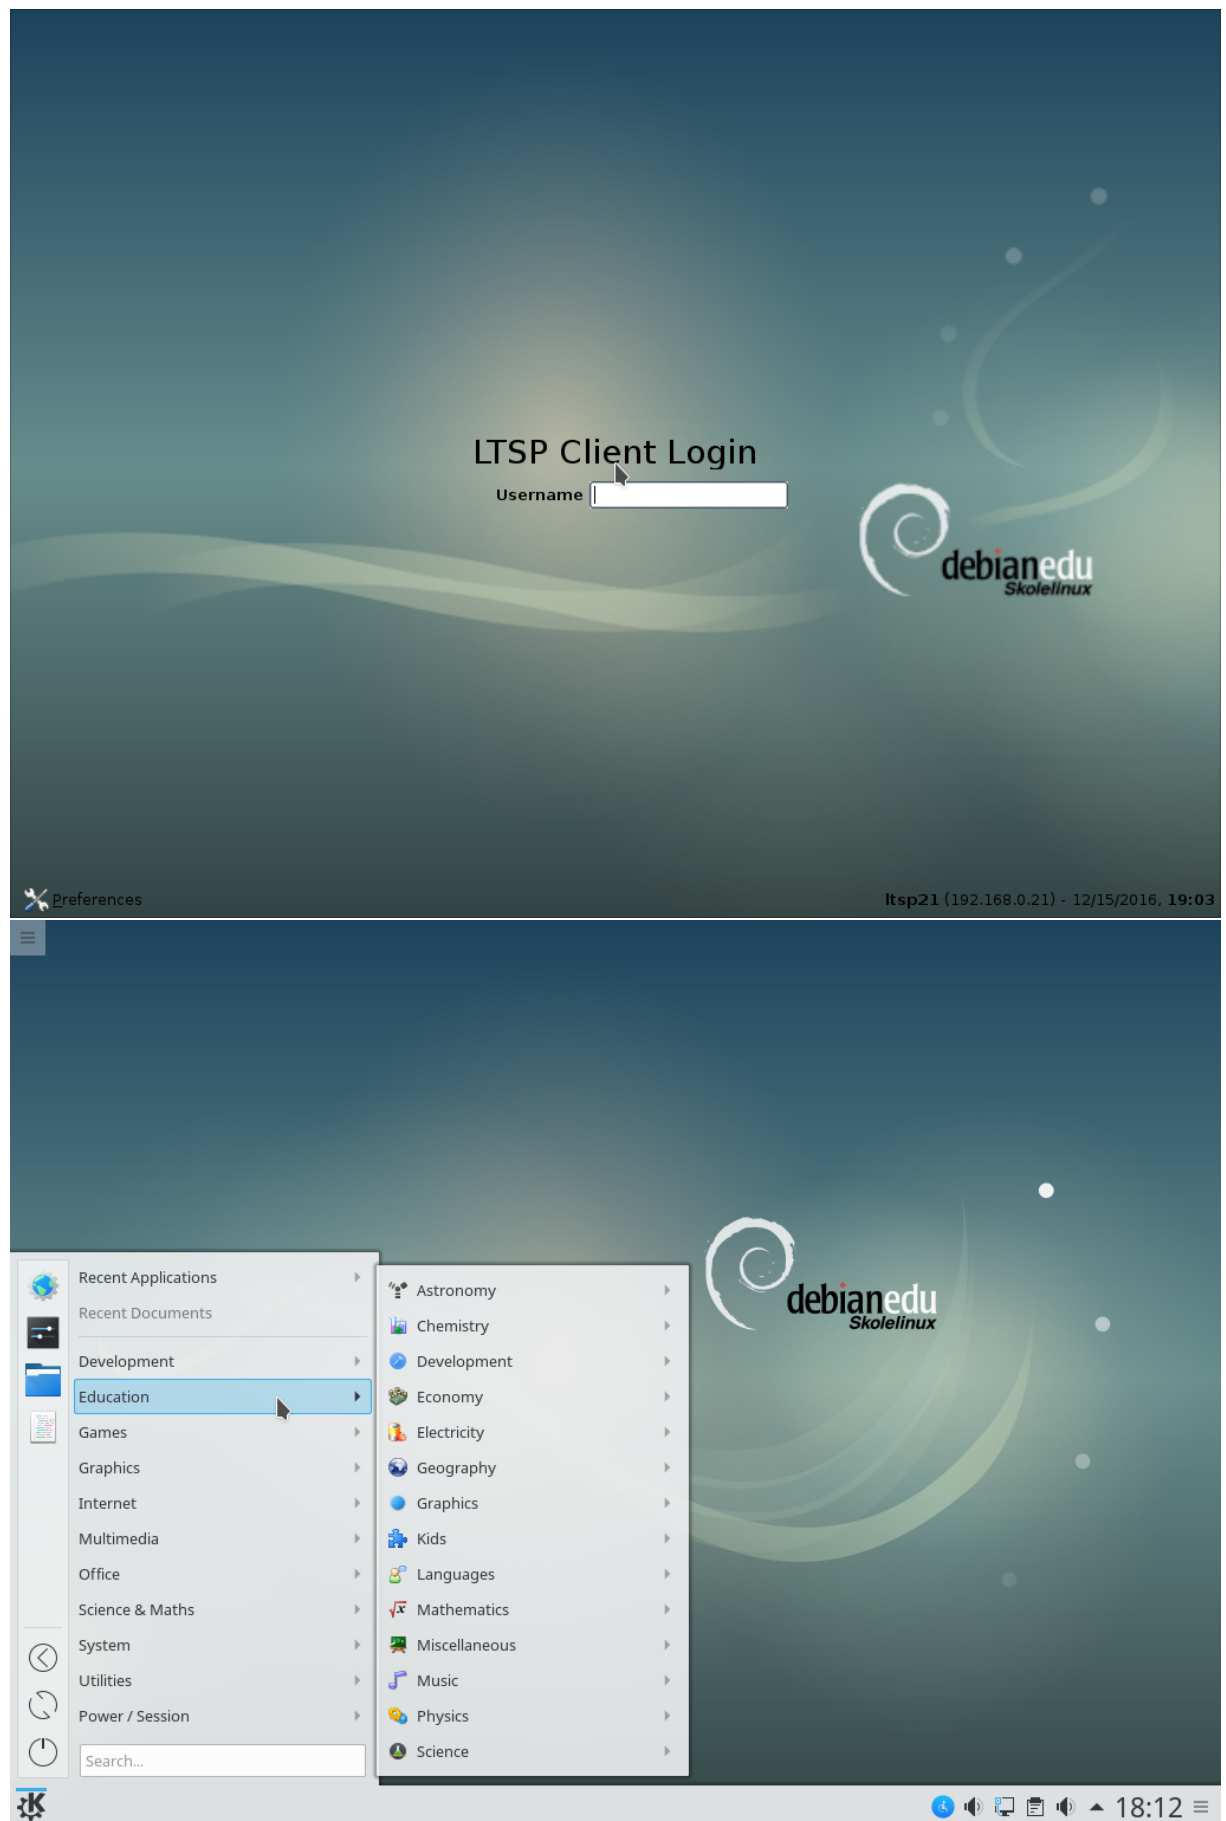 LTSP Client Login
Username
debianedu
Skolelinux
Preferences
ltsp21 (192.168.0.21) - 12/15/2016, 19:03
debianedu
Skolelinux
Recent Applications
Recent Documents
Development
Education
Games
Graphics
Internet
Multimedia
Office
Science & Maths
System
Utilities
Power / Session
Search...
Astronomy
Chemistry
Development
Economy
Electricity
Geography
Graphics
Kids
Languages
Mathematics
Miscellaneous
Music
Physics
Science
18:12